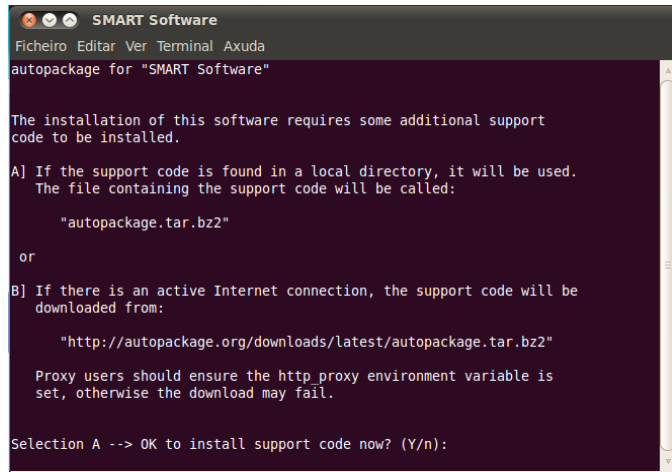 SMART Software
Ficheiro Editar Ver Terminal Axuda
autopackage for "SMART Software"
The installation of this software requires some additional support
code to be installed.
A] If the support code is found in a local directory, it will be used.
The file containing the support code will be called:
"autopackage.tar.bz2"
or
B] If there is an active Internet connection, the support code will be
downloaded from:
"http://autopackage.org/downloads/latest/autopackage.tar.bz2"
Proxy users should ensure the http_proxy environment variable is
set, otherwise the download may fail.
Selection A --> OK to install support code now? (Y/n):